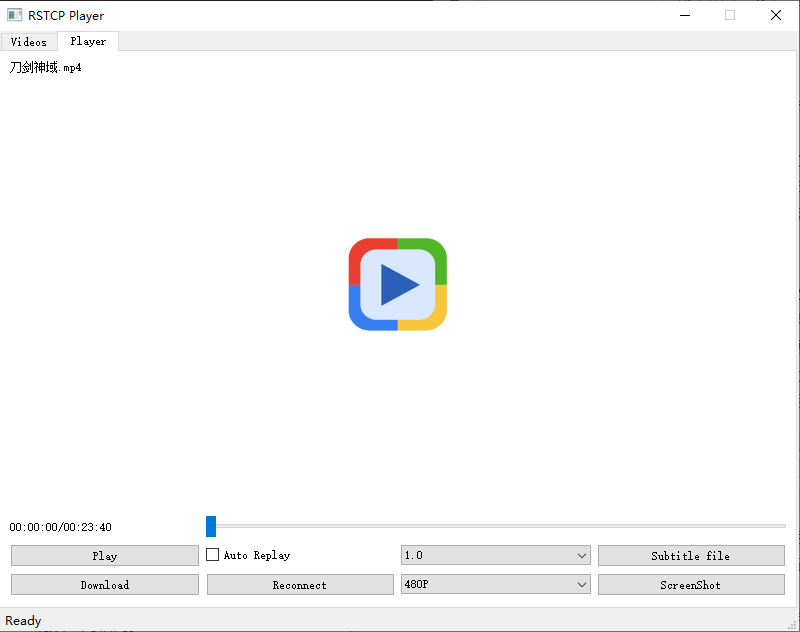 RSTCP Player
Videos Player
刀剑神域.mp4
00:00:00/00:23:40
Play Auto Replay 1.0 Subtitle file
Download Reconnect 480P ScreenShot
Ready